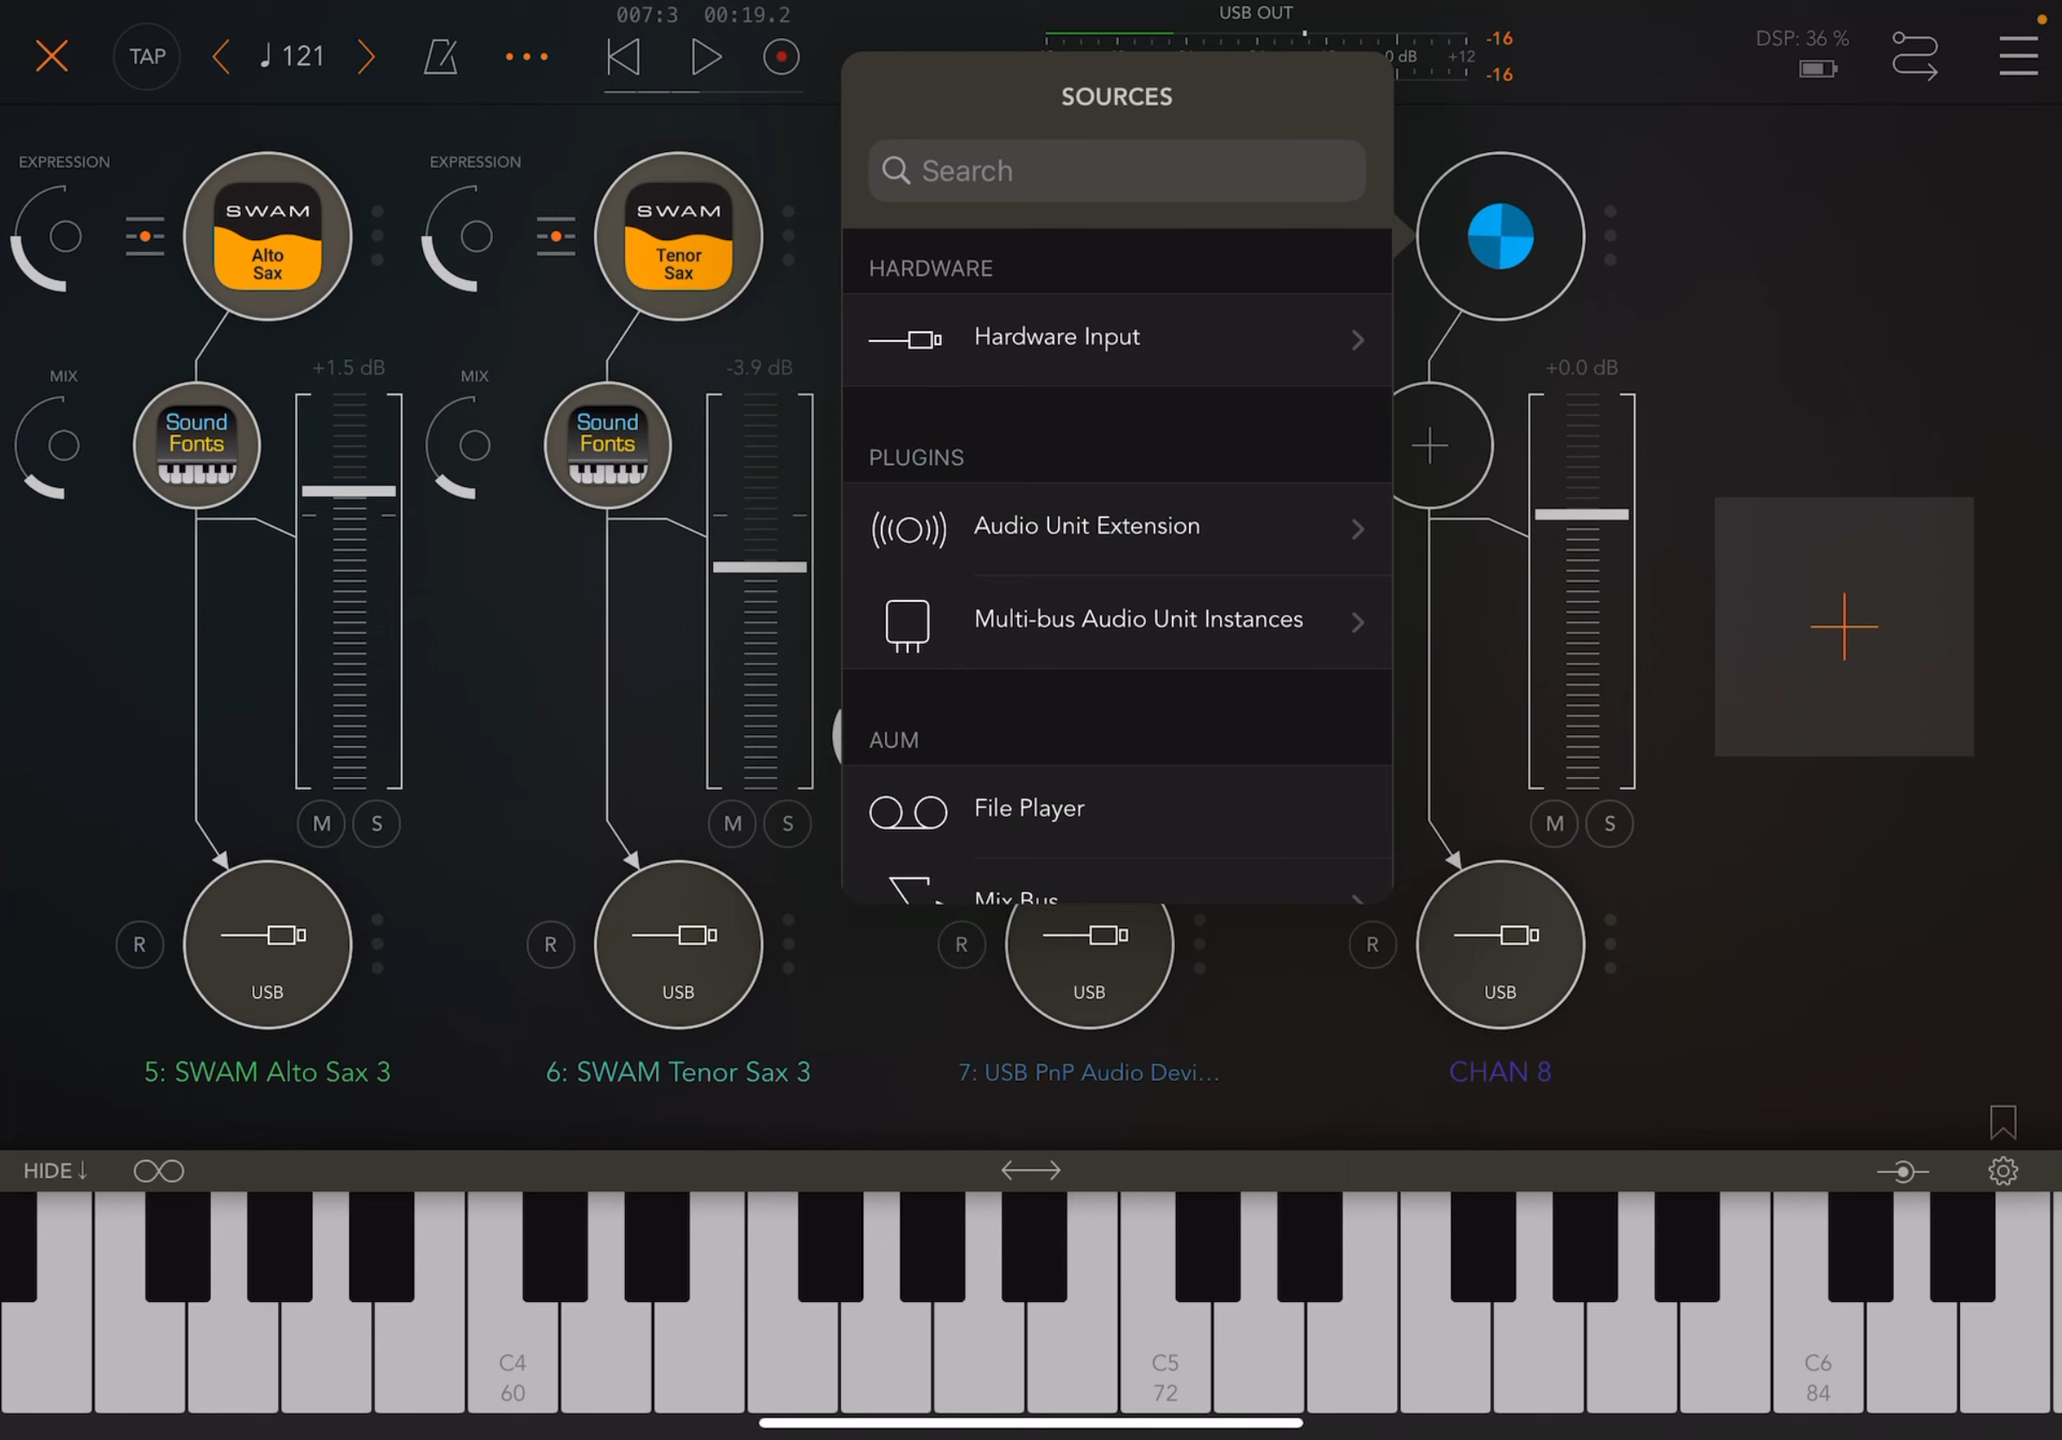 007:3 00:19.2
USB OUT
TAP
121
-16
-16
0 dB
+12
DSP: 36 %
SOURCES
Search
EXPRESSION
SWAM
Alto
Sax
EXPRESSION
SWAM
Tenor
Sax
HARDWARE
Hardware Input
MIX
+1.5 dB
MIX
-3.9 dB
+0.0 dB
Sound
Fonts
Sound
Fonts
PLUGINS
Audio Unit Extension
Multi-bus Audio Unit Instances
AUM
File Player
Mix Bus
M S
M S
M S
R
USB
R
USB
R
USB
R
USB
5: SWAM Alto Sax 3
6: SWAM Tenor Sax 3
7: USB PnP Audio Devi...
CHAN 8
HIDE↓
C4
60
C5
72
C6
84